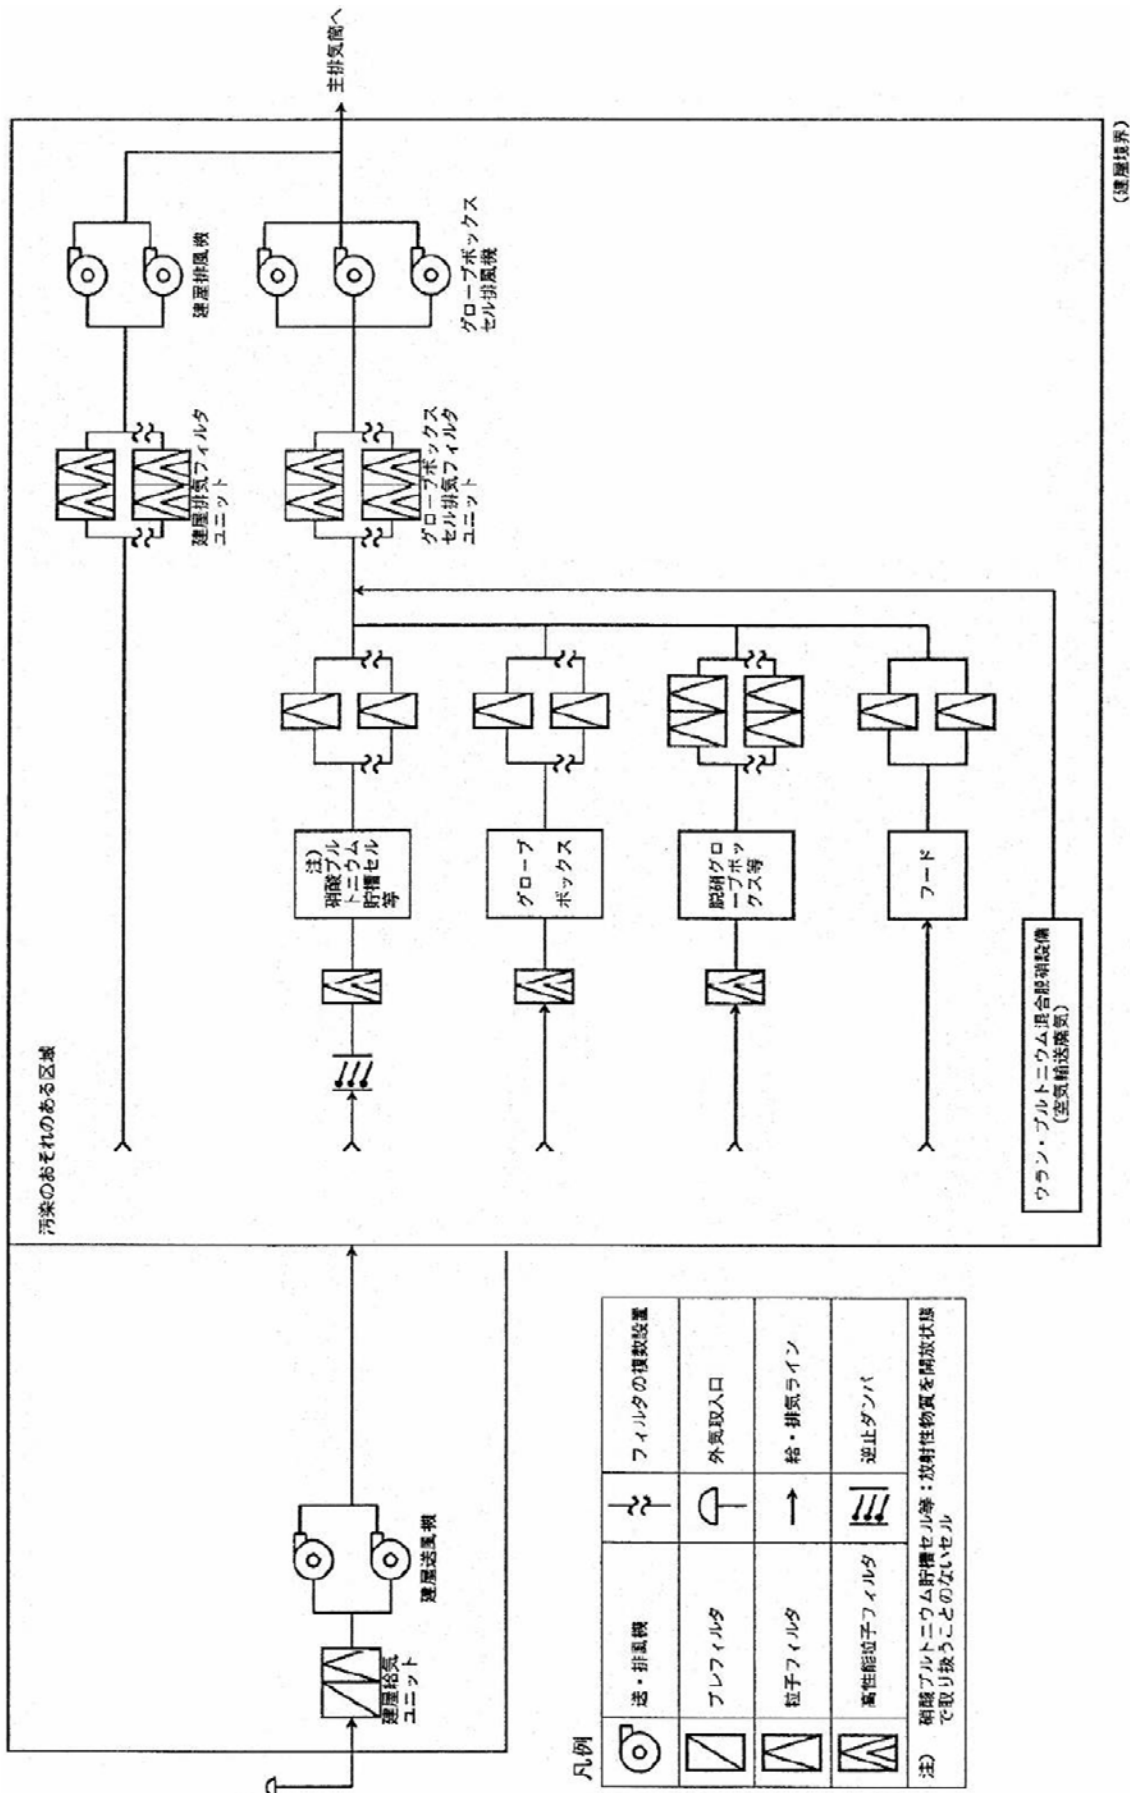 汚染のおそれのある区域
主排気筒へ
建屋排風機
グローブボックス
セル排風機
建屋排気フィルタ
ユニット
グローブボックス
セル排気フィルタ
ユニット
注)
硝酸プル
トニウム
貯槽セル
等
グローブ
ボックス
脱硝グロ
ーブボッ
クス等
フード
ウラン・プルトニウム混合脱硝設備
(空気輸送廃気)
(建屋境界)
建屋給気
ユニット
建屋送風機
凡例
送・排風機
フィルタの複数設置
プレフィルタ
外気取入口
粒子フィルタ
給・排気ライン
高性能粒子フィルタ
逆止ダンパ
注) 硝酸プルトニウム貯槽セル等:放射性物質を開放状態
で取り扱うことのないセル